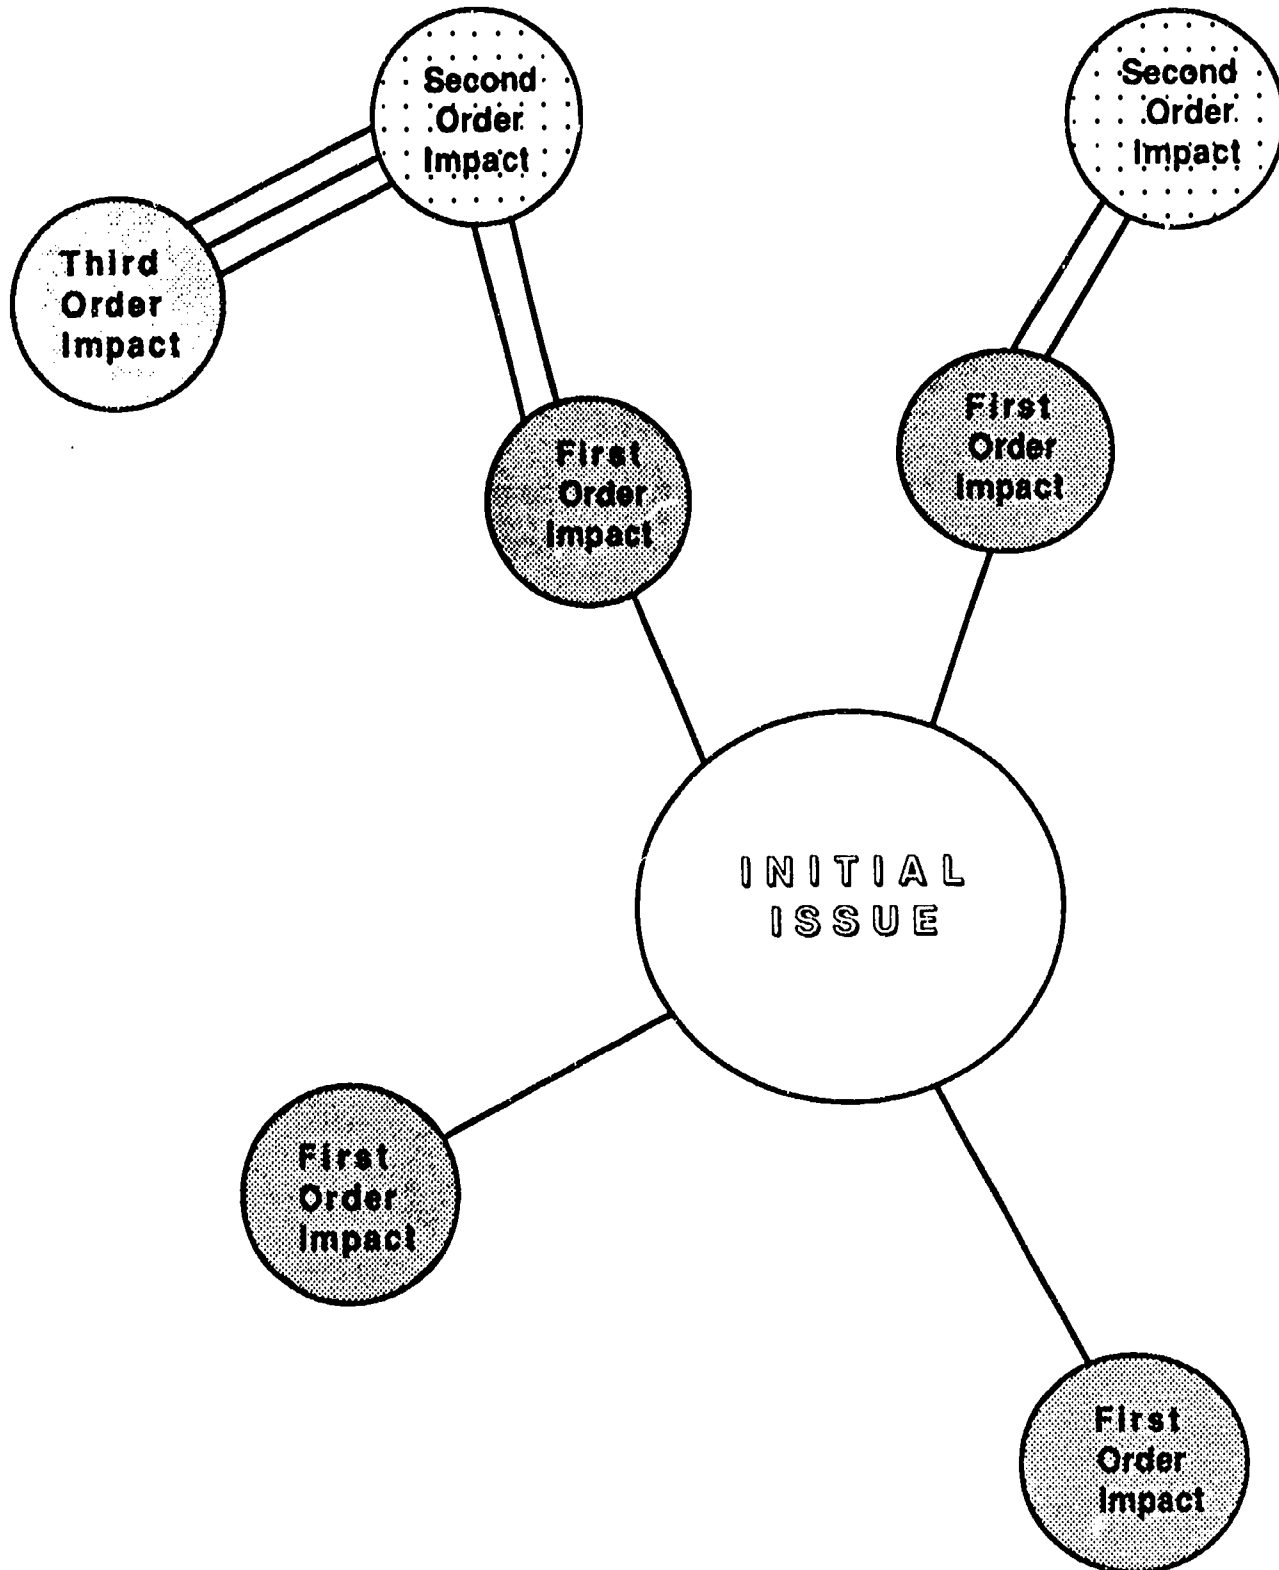 Second
Order
Impact
Second
Order
Impact
Third
Order
Impact
First
Order
Impact
First
Order
Impact
INITIAL
ISSUE
First
Order
Impact
First
Order
Impact